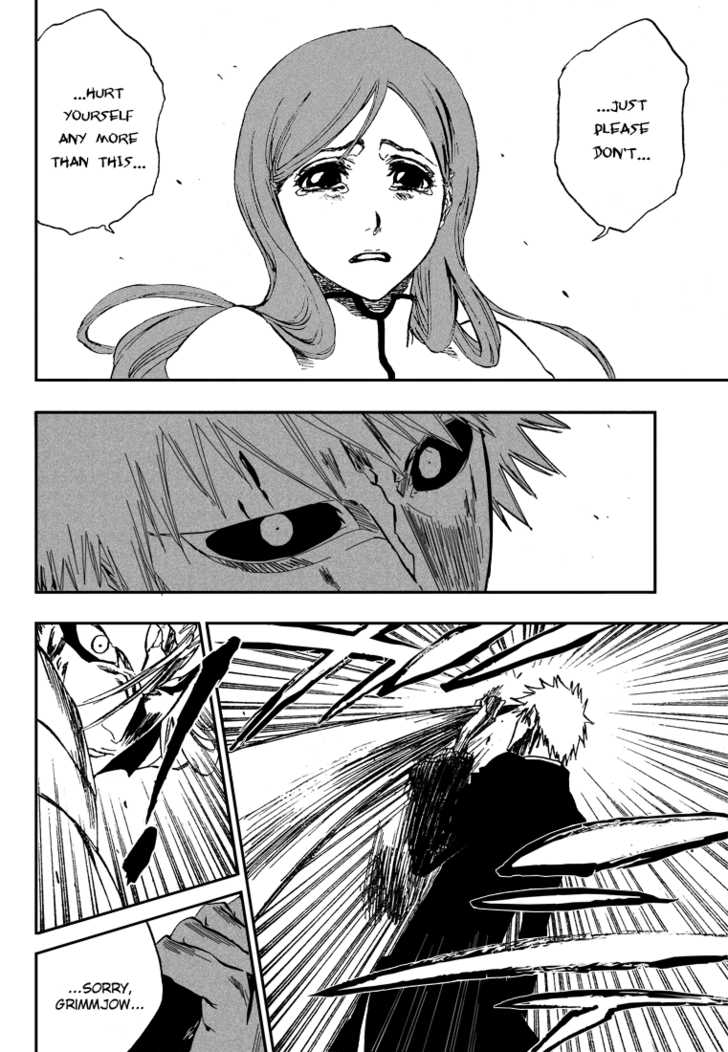 ...JUST
PLEASE
DON'T...
...HURT
YOURSELF
ANY MORE
THAN THIS...
...SORRY,
GRIMMJOW...